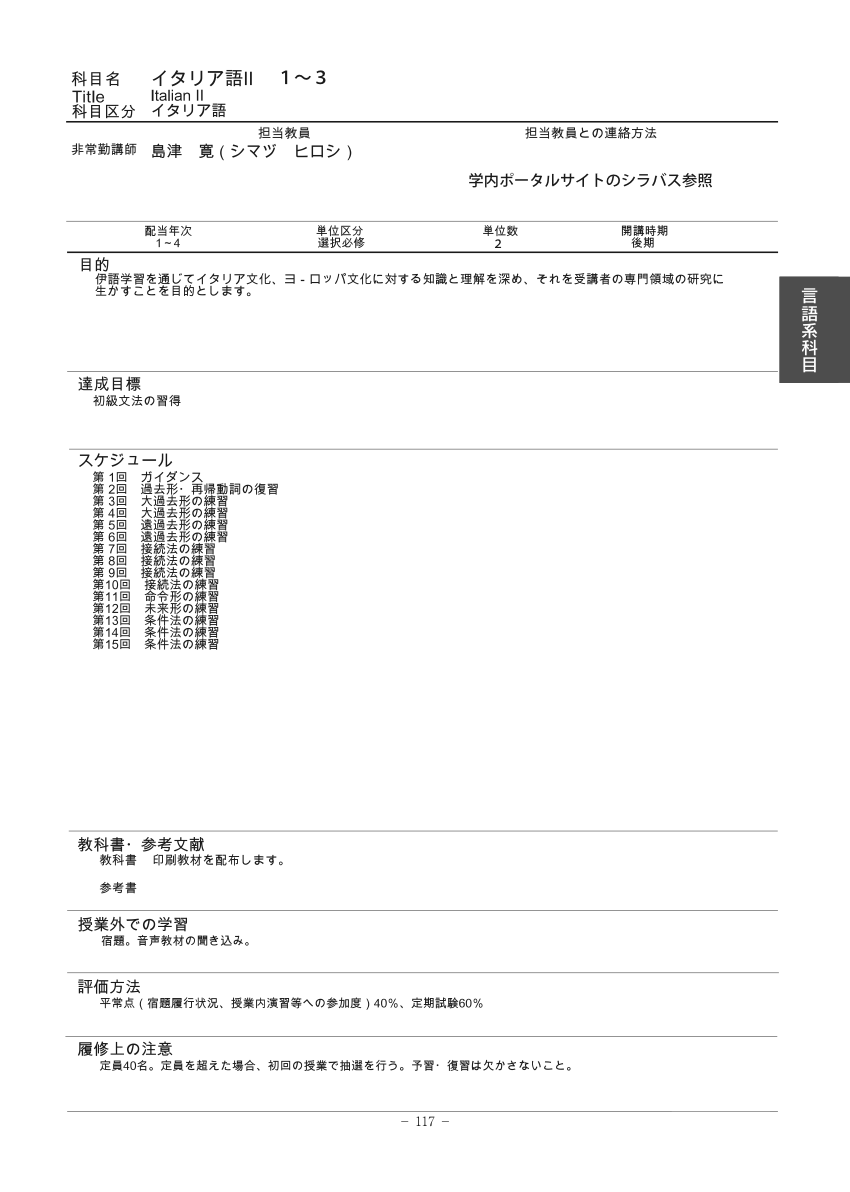 科目名　イタリア語II　1～3
Title　Italian II
科目区分　イタリア語
担当教員　担当教員との連絡方法
非常勤講師　島津　寛（シマヅ　ヒロシ）
学内ポータルサイトのシラバス参照
配当年次　単位区分　単位数　開講時期
1～4　選択必修　2　後期
目的
伊語学習を通じてイタリア文化、ヨ‐ロッパ文化に対する知識と理解を深め、それを受講者の専門領域の研究に
生かすことを目的とします。
言語系科目
達成目標
初級文法の習得
スケジュール
第 1回　ガイダンス
第 2回　過去形・再帰動詞の復習
第 3回　大過去形の練習
第 4回　大過去形の練習
第 5回　遠過去形の練習
第 6回　遠過去形の練習
第 7回　接続法の練習
第 8回　接続法の練習
第 9回　接続法の練習
第10回　接続法の練習
第11回　命令形の練習
第12回　未来形の練習
第13回　条件法の練習
第14回　条件法の練習
第15回　条件法の練習
教科書・参考文献
教科書　印刷教材を配布します。
参考書
授業外での学習
宿題。音声教材の聞き込み。
評価方法
平常点（宿題履行状況、授業内演習等への参加度）40%、定期試験60%
履修上の注意
定員40名。定員を超えた場合、初回の授業で抽選を行う。予習・復習は欠かさないこと。
− 117 −